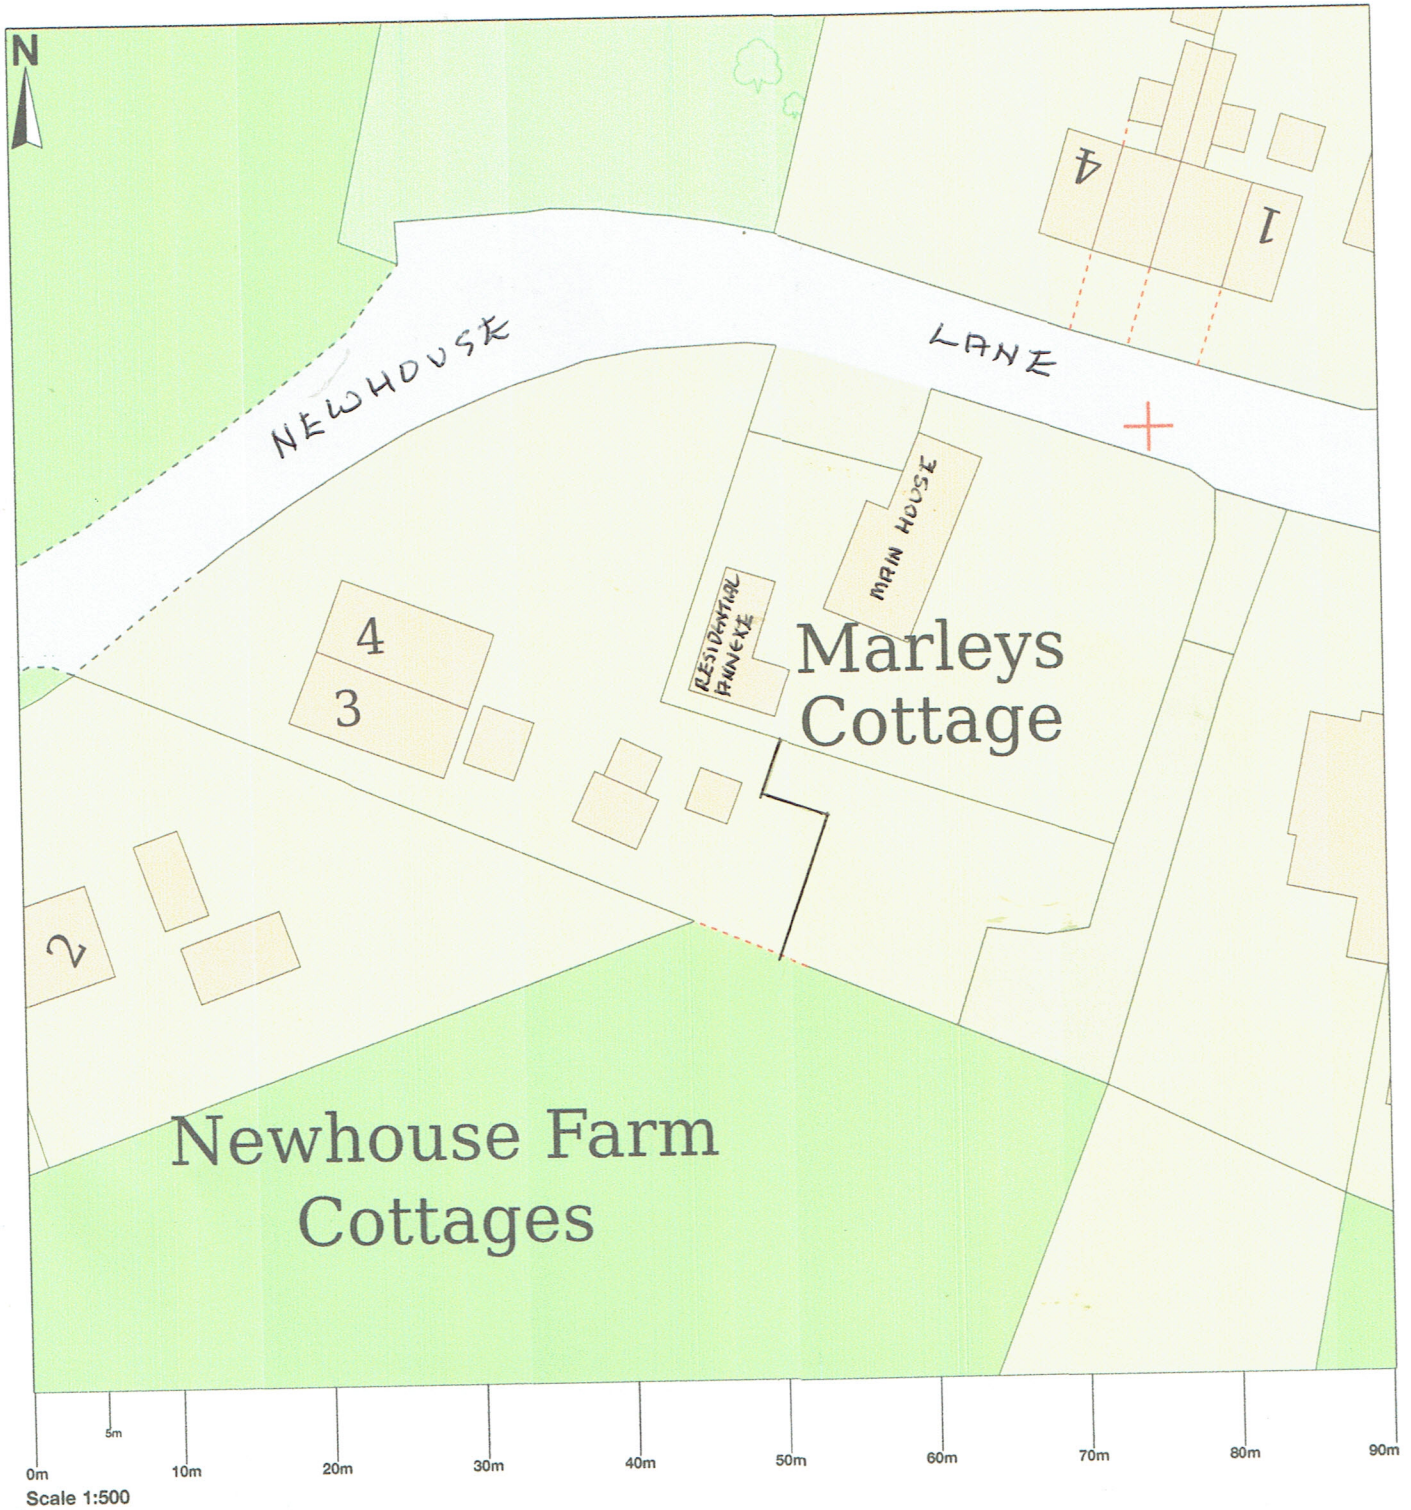 N
4
1
NEWHOUSE
LANE
MAIN HOUSE
RESIDENTIAL
ANNEXE
Marleys
Cottage
4
3
2
Newhouse Farm
Cottages
5m
0m
10m
20m
30m
40m
50m
60m
70m
80m
90m
Scale 1:500